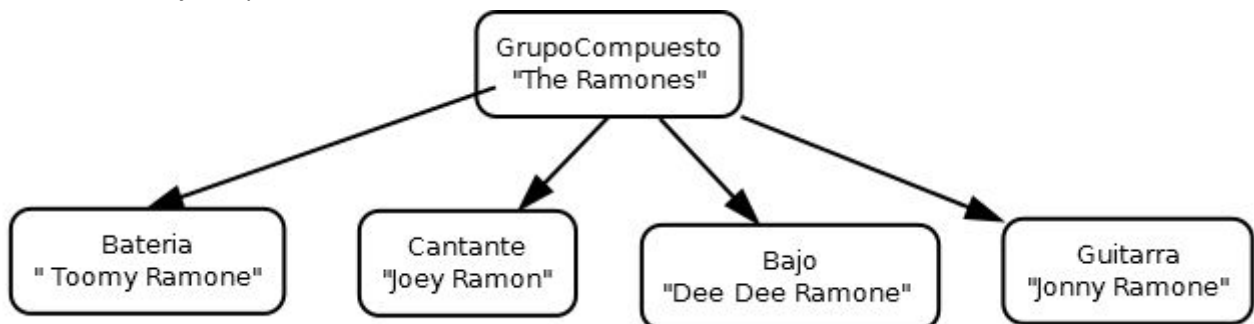 GrupoCompuesto
"The Ramones"
Bateria
" Toomy Ramone"
Cantante
"Joey Ramon"
Bajo
"Dee Dee Ramone"
Guitarra
"Jonny Ramone"